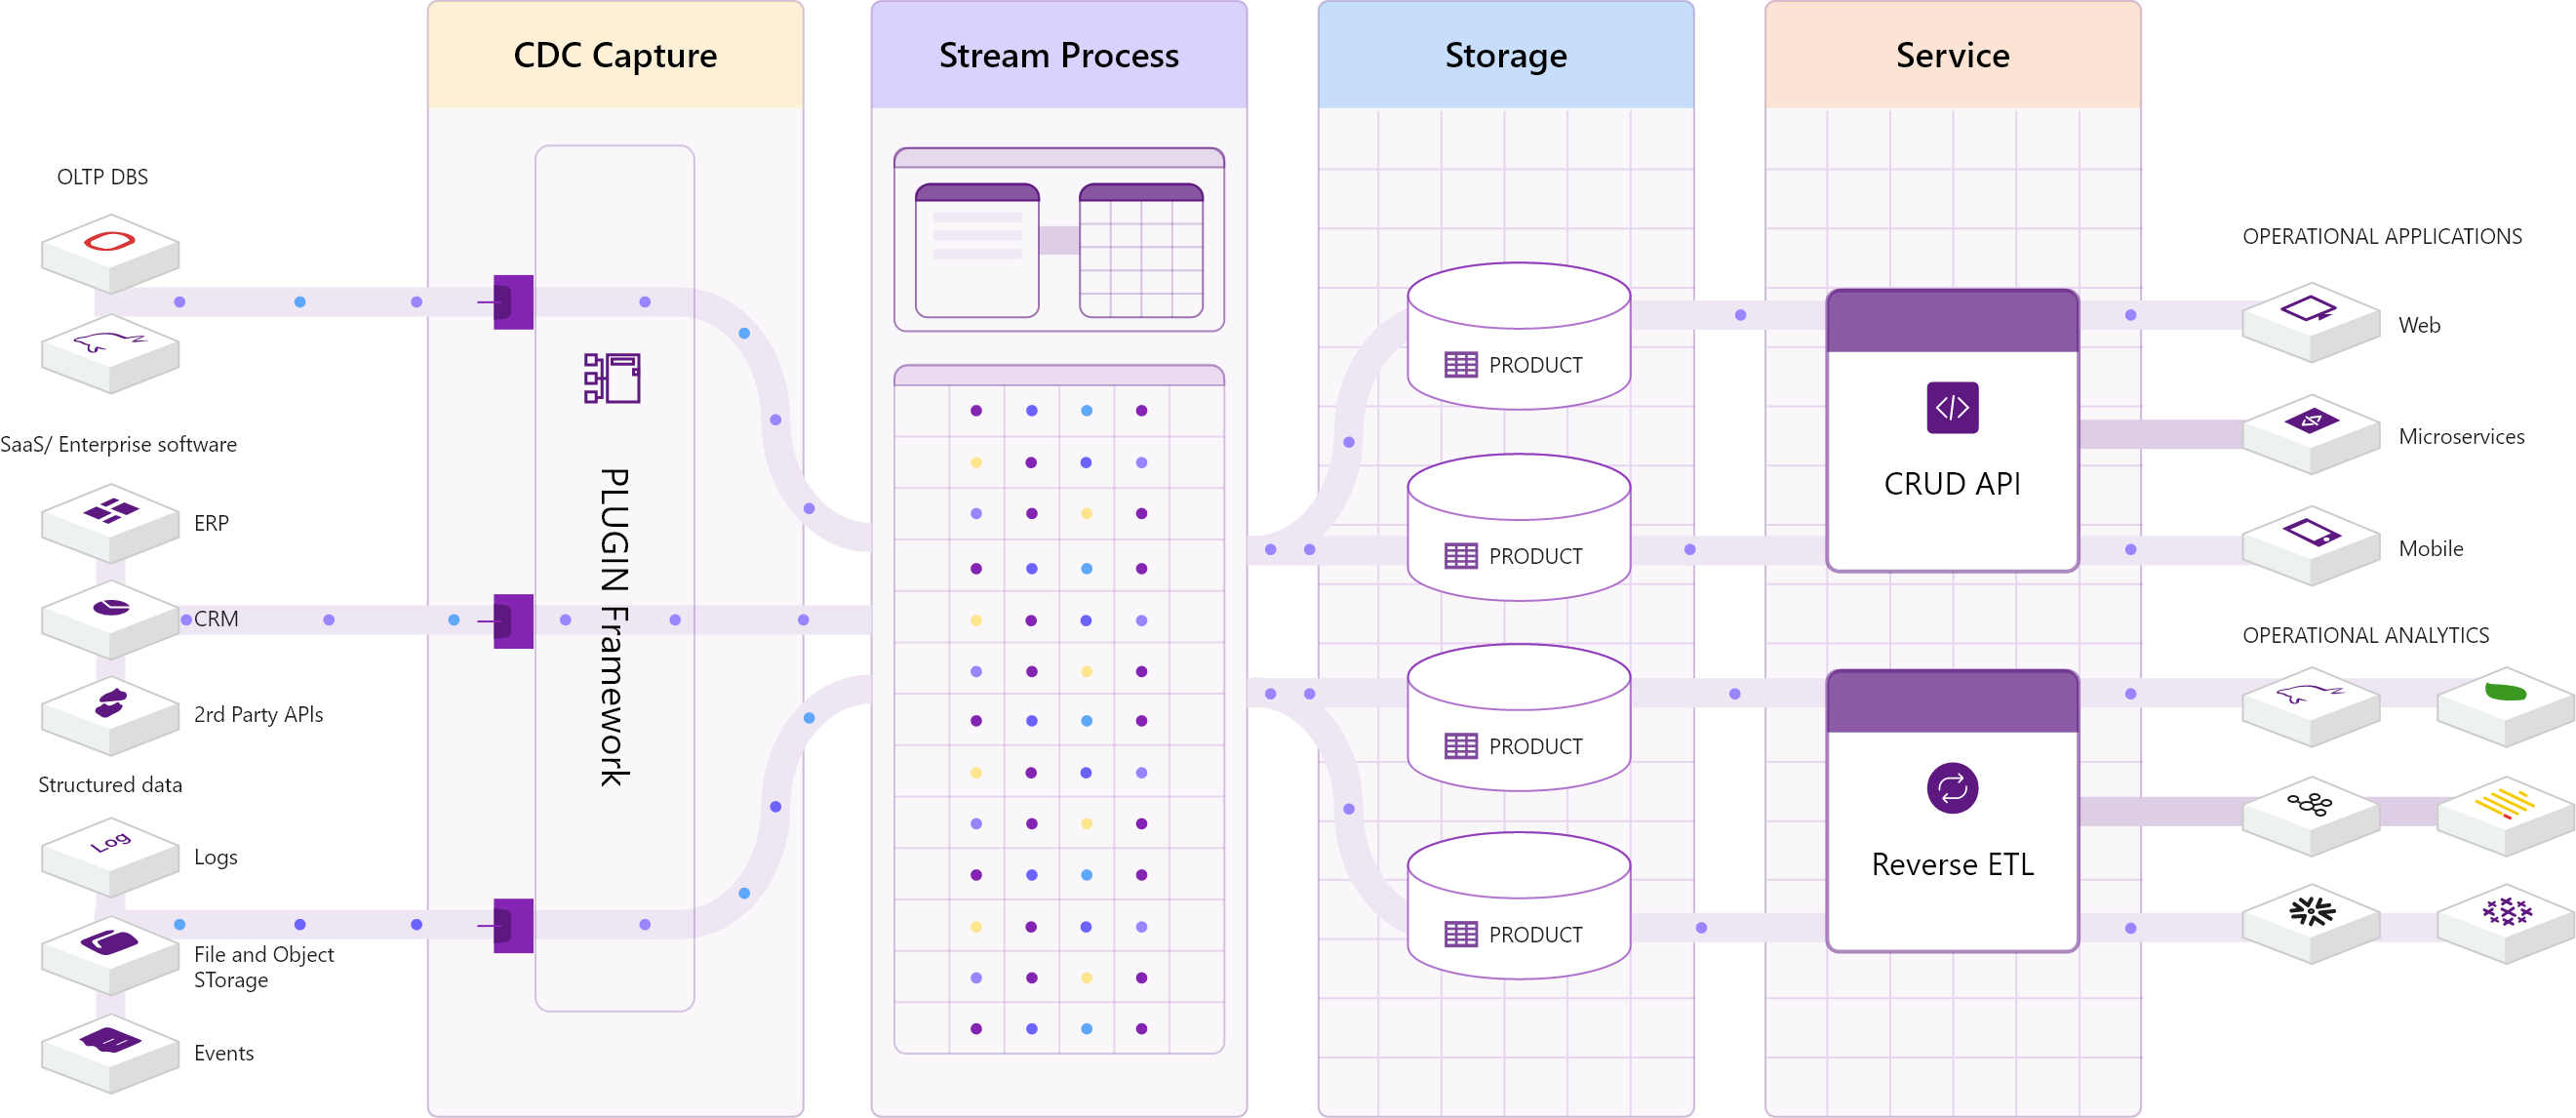 CDC Capture
Stream Process
Storage
Service
OLTP DBS
SaaS/ Enterprise software
ERP
CRM
2rd Party APIs
Structured data
Log
Logs
File and Object
STorage
Events
PLUGIN Framework
PRODUCT
PRODUCT
PRODUCT
PRODUCT
CRUD API
Reverse ETL
OPERATIONAL APPLICATIONS
Web
Microservices
Mobile
OPERATIONAL ANALYTICS